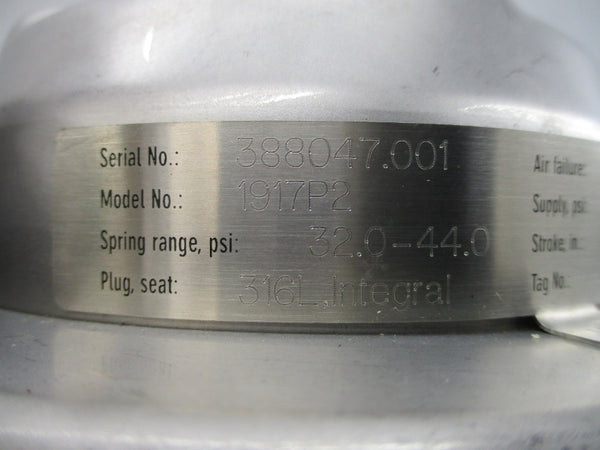 Serial No.: 388047.001
Model No.: 1917P2
Spring range, psi: 32.0-44.0
Plug, seat: 316L,Integral
Air failure:
Supply, psi:
Stroke, in.:
Tag No.: